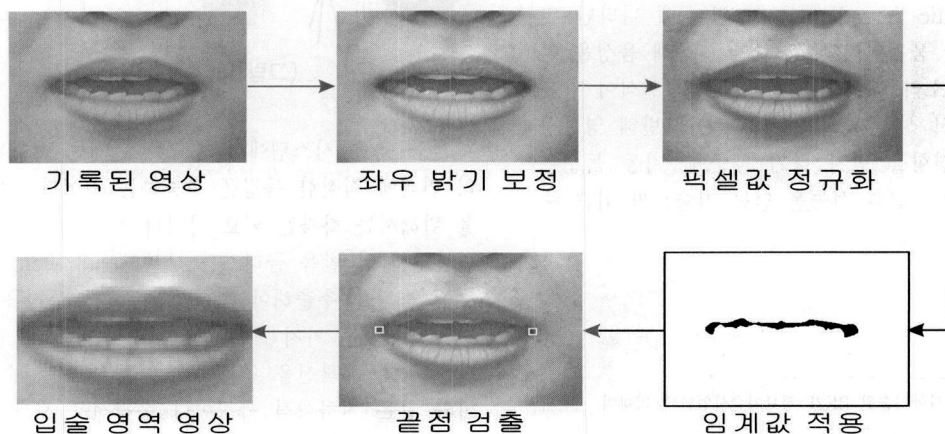 기록된 영상
좌우 밝기 보정
픽셀값 정규화
입술 영역 영상
끝점 검출
임계값 적용